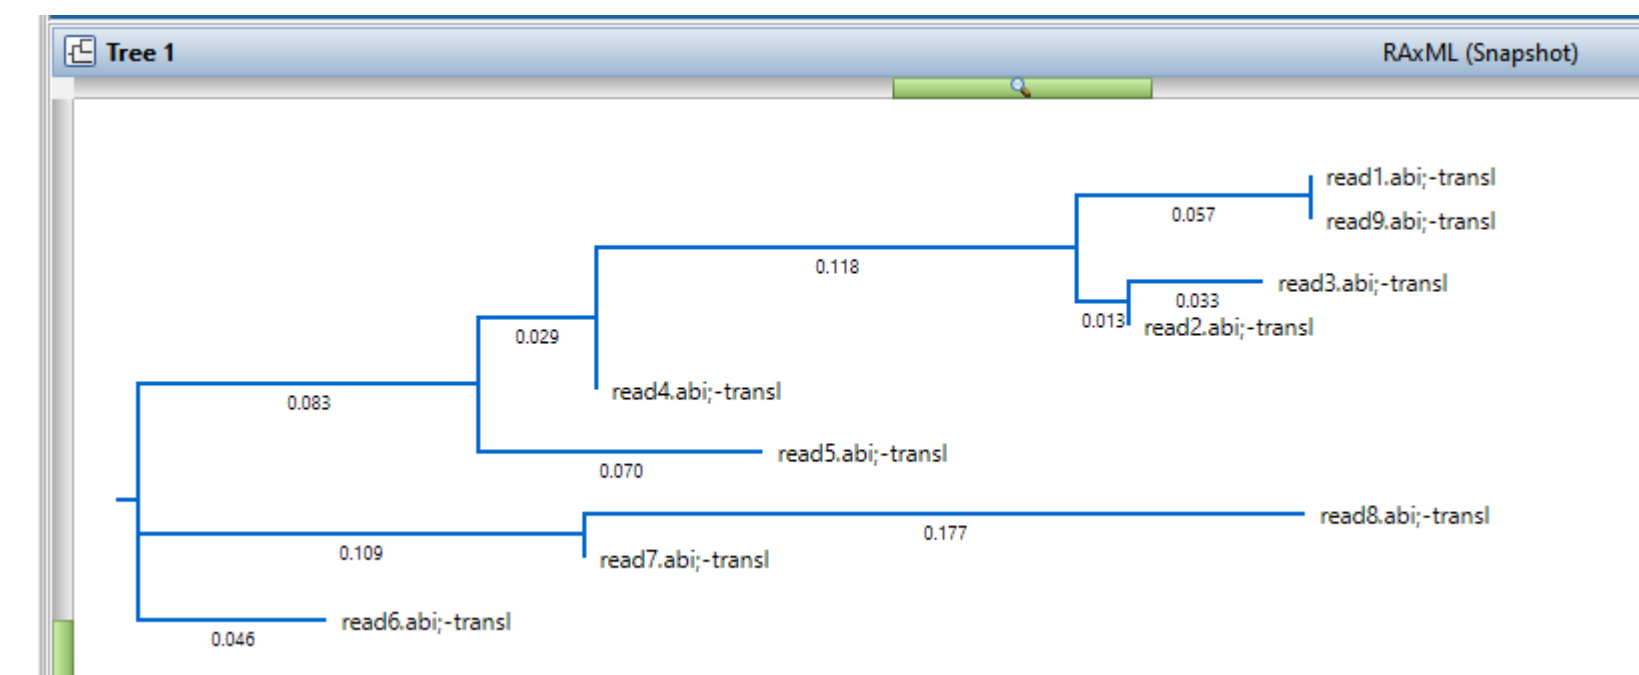 Tree 1
RAxML (Snapshot)
read1.abi;-transl
0.057
read9.abi;-transl
0.118
read3.abi;-transl
0.033
0.013
read2.abi;-transl
0.029
read4.abi;-transl
0.083
read5.abi;-transl
0.070
read8.abi;-transl
0.177
0.109
read7.abi;-transl
read6.abi;-transl
0.046